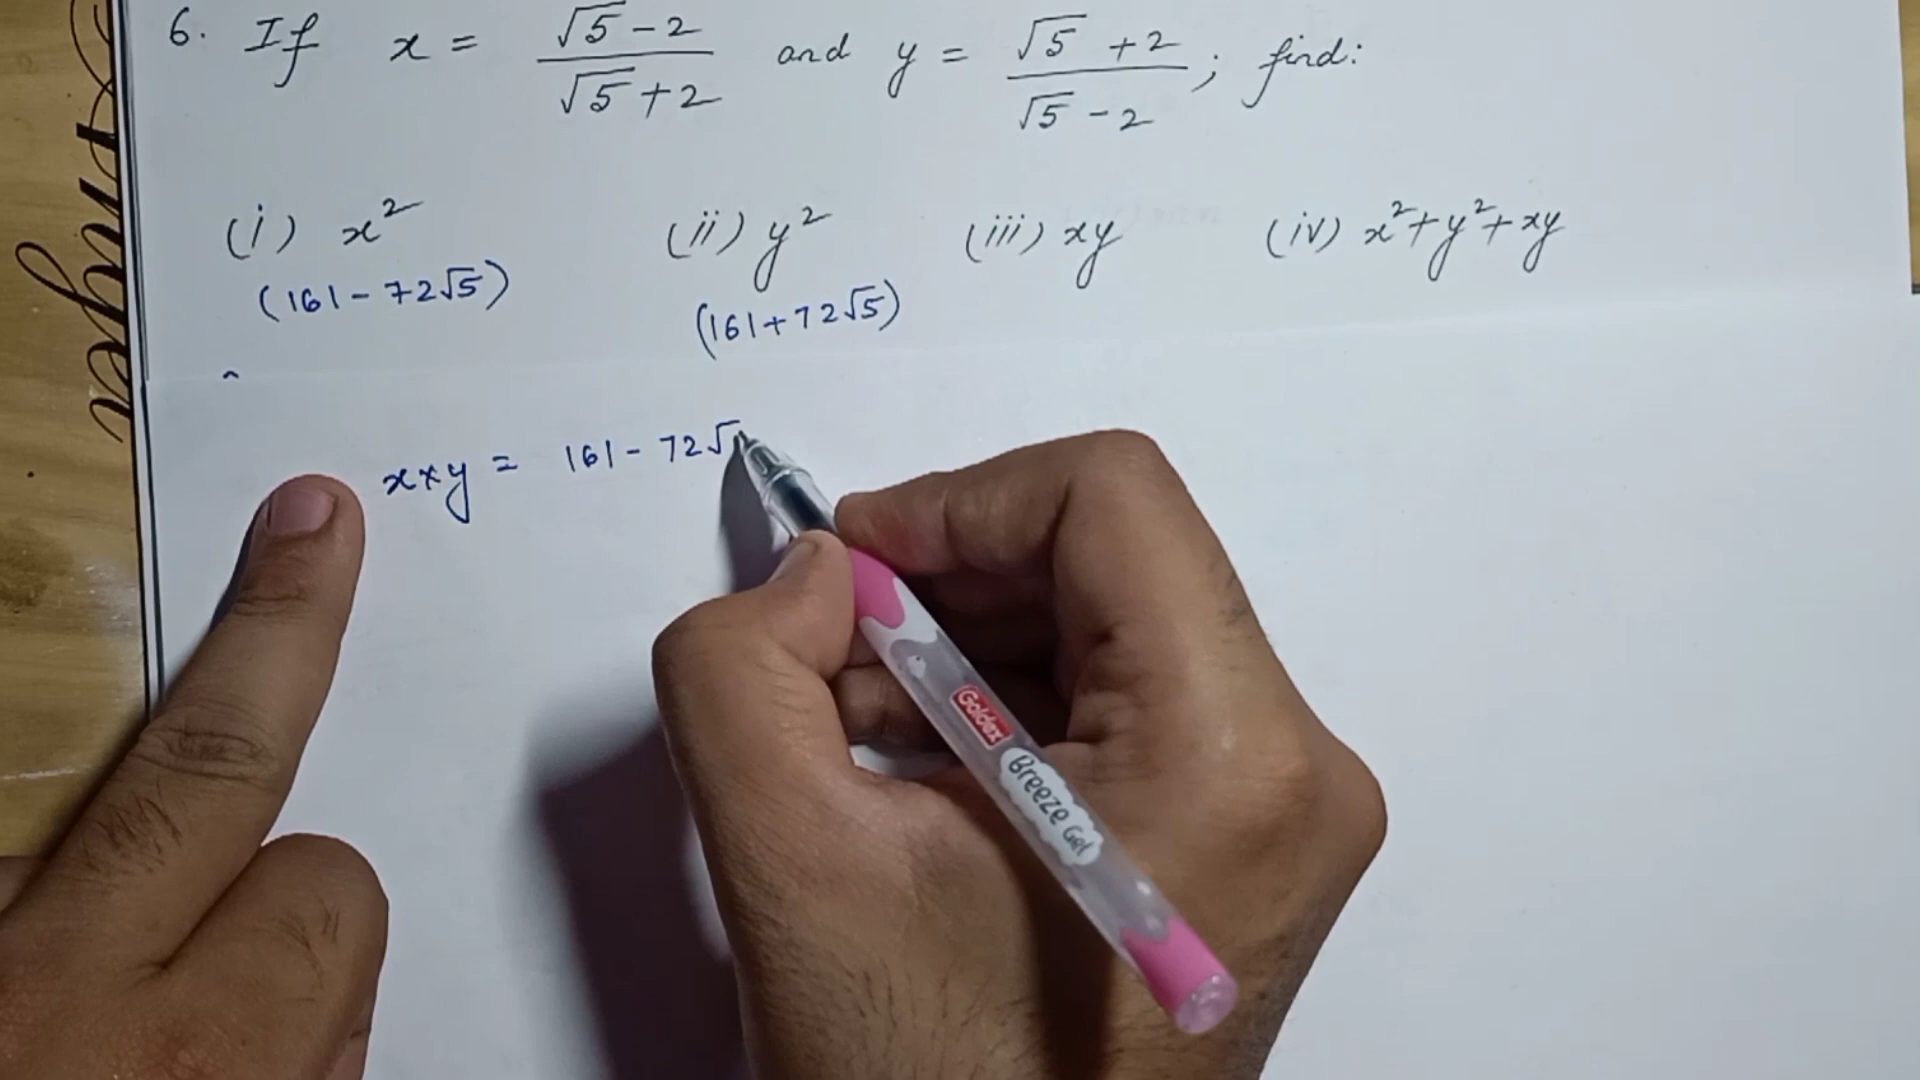 6. If x = √5-2 / √5+2 and y = √5+2 / √5-2 ; find:
(i) x² (ii) y² (iii) xy (iv) x²+y²+xy
(161-72√5) (161+72√5)
x×y = 161-72√
Goldex
Breeze Gel